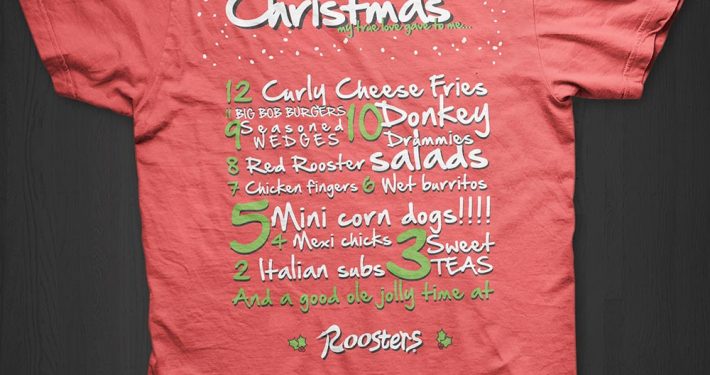 Christmas
my true love gave to me...
12 Curly Cheese Fries
11 BIG BOB BURGERS
10 Donkey
Drummies
9 Seasoned
WEDGES
8 Red Rooster salads
7 Chicken fingers 6 Wet burritos
5 Mini corn dogs!!!!
4 Mexi chicks
3 Sweet
TEAS
2 Italian subs
And a good ole jolly time at
Roosters